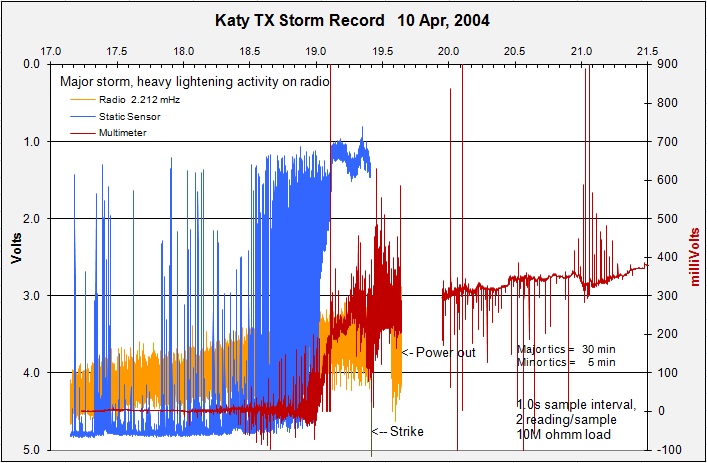 Katy TX Storm Record 10 Apr, 2004
17.0 17.5 18.0 18.5 19.0 19.5 20.0 20.5 21.0 21.5
0.0 900
Major storm, heavy lightening activity on radio
Radio 2.212 mHz
800
Static Sensor
Multimeter
1.0 700
600
2.0 500
Volts
400
milliVolts
3.0 300
200
<- Power out
Major tics = 30 min
Minor tics = 5 min
4.0 100
1.0s sample interval,
0
2 reading/sample
<-- Strike
10M ohmm load
5.0 -100